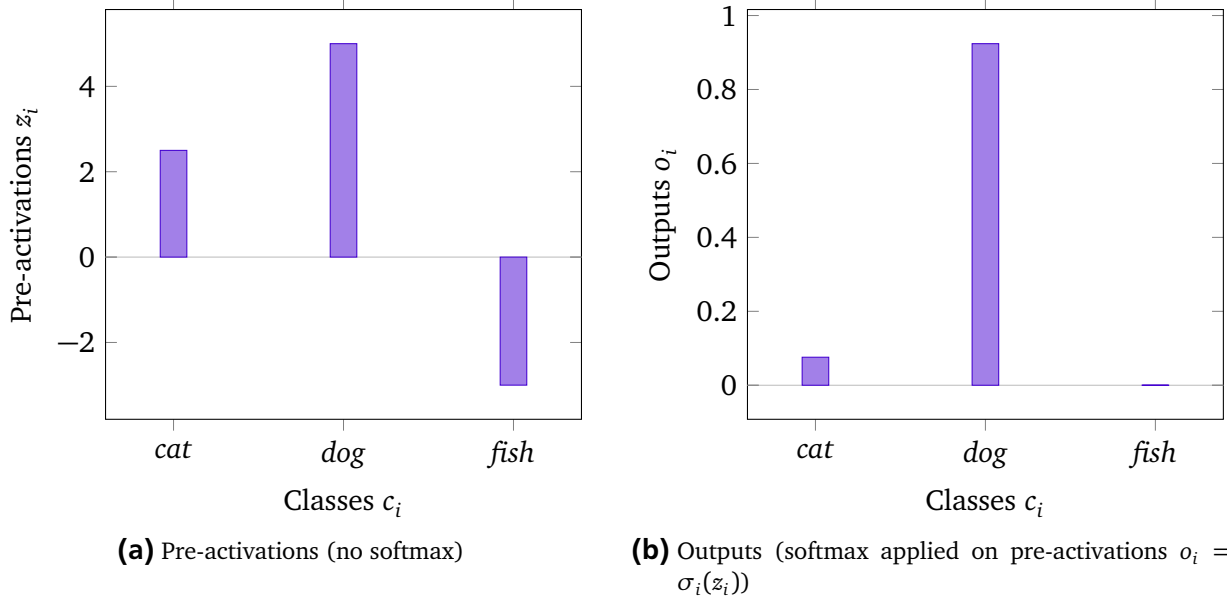 4
2
0
−2
Pre-activations z_i
cat dog fish
Classes c_i
(a) Pre-activations (no softmax)
1
0.8
0.6
0.4
0.2
0
Outputs o_i
cat dog fish
Classes c_i
(b) Outputs (softmax applied on pre-activations o_i =
σ_i(z_i))